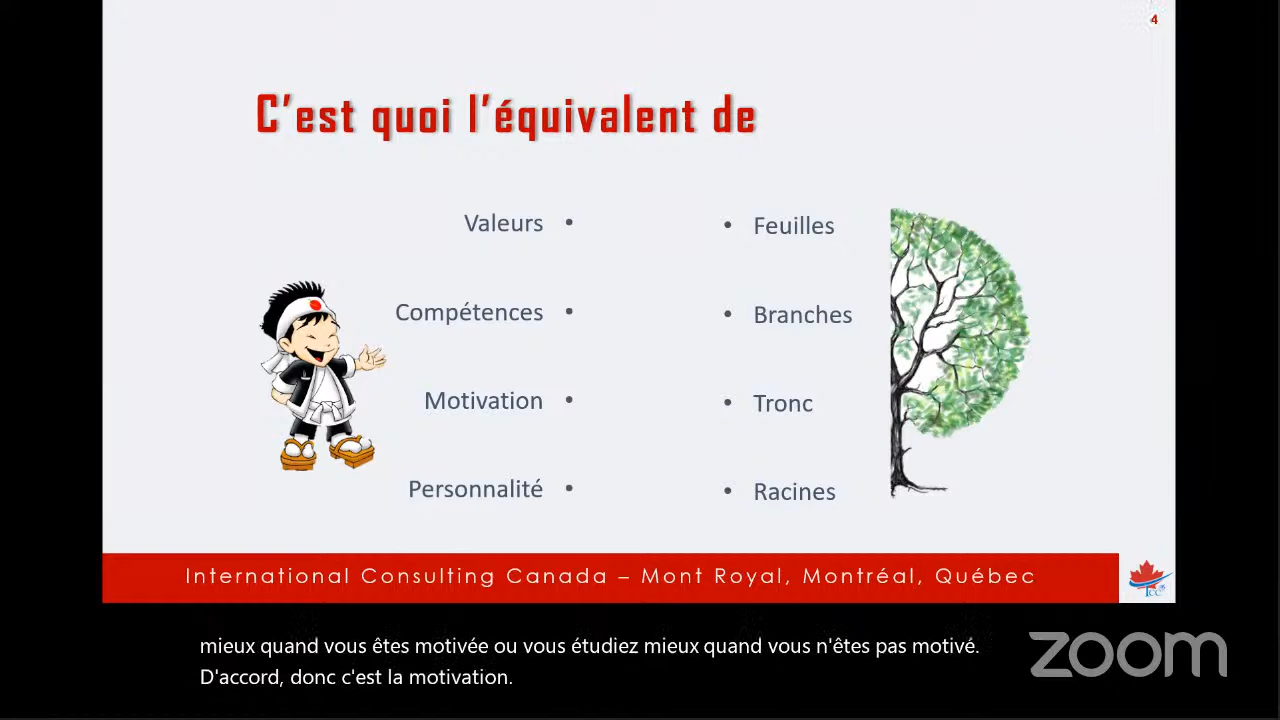 4
C'est quoi l'équivalent de
Valeurs •
• Feuilles
Compétences •
• Branches
Motivation •
• Tronc
Personnalité •
• Racines
International Consulting Canada – Mont Royal, Montréal, Québec
Icc
mieux quand vous êtes motivée ou vous étudiez mieux quand vous n'êtes pas motivé.
D'accord, donc c'est la motivation.
zoom